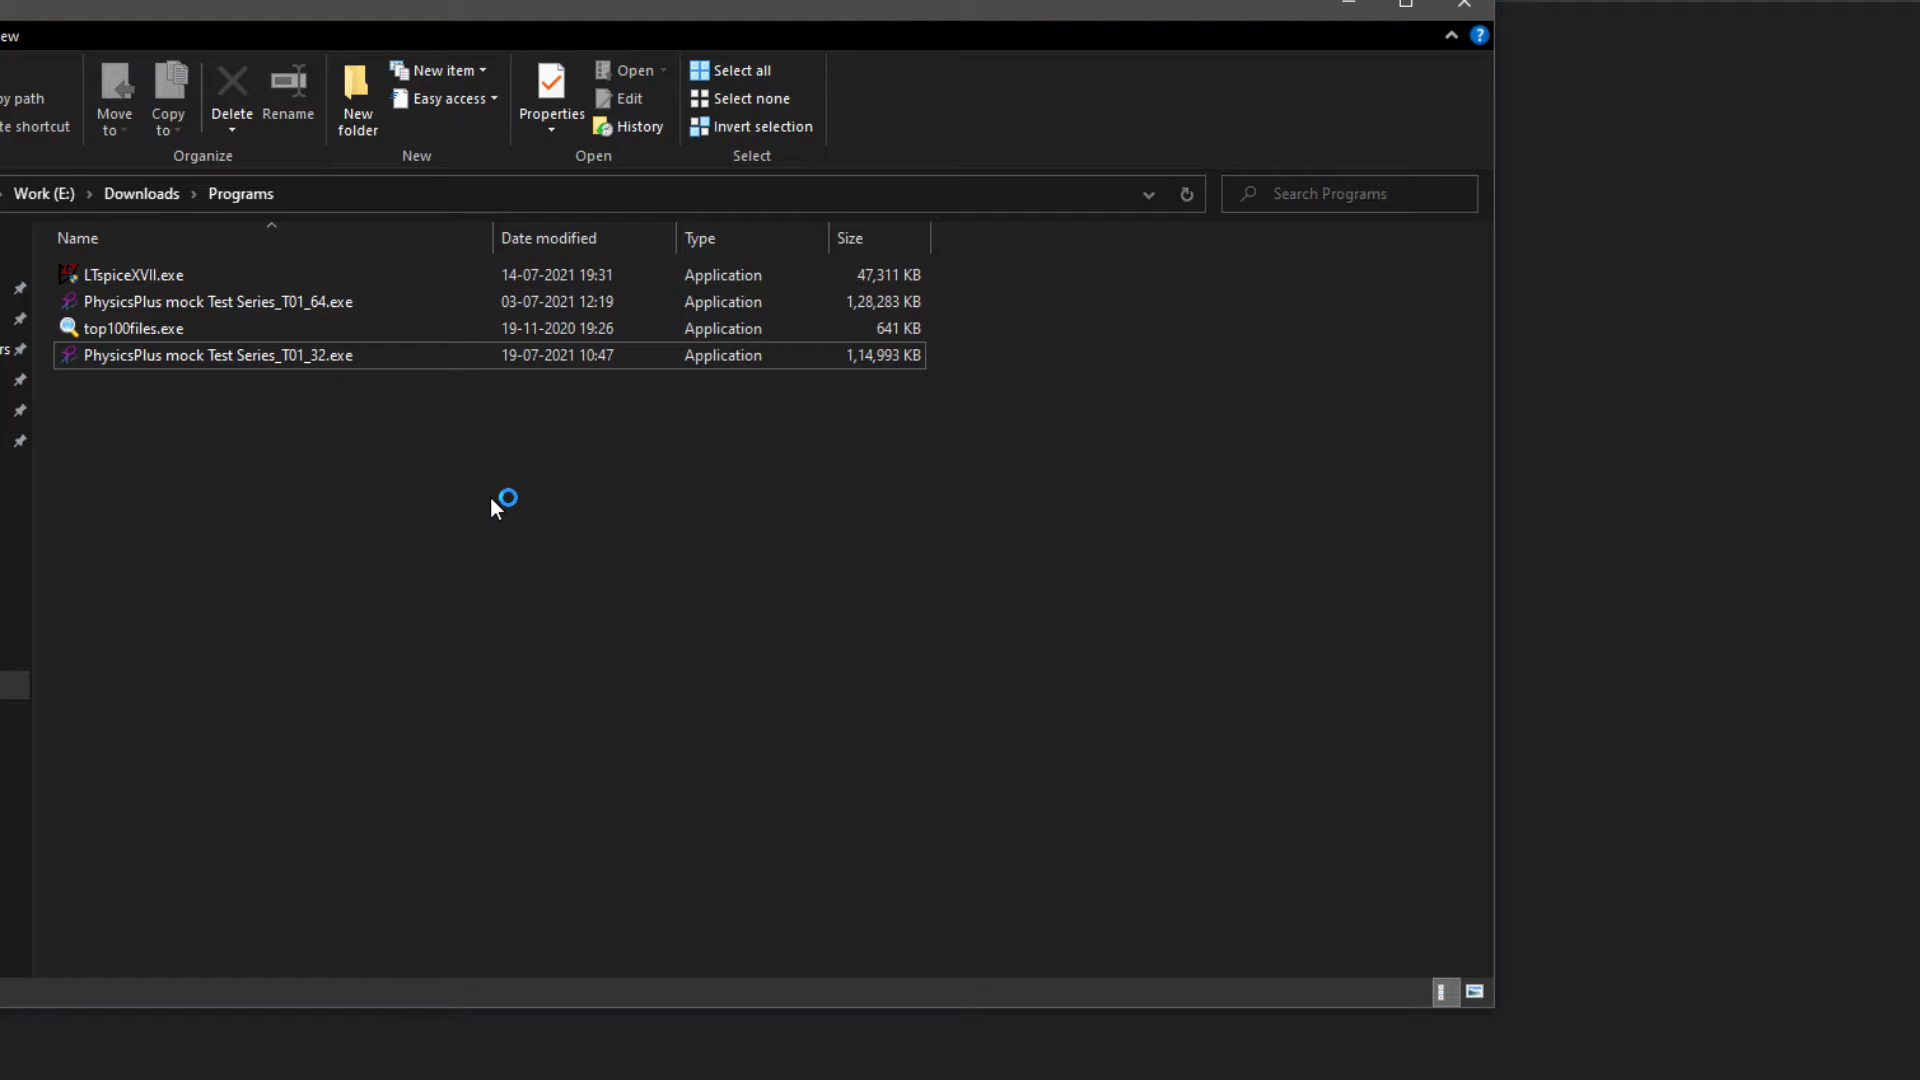 ew
?
py path
te shortcut
Move to
Copy to
Delete
Rename
Organize
New folder
New item
Easy access
New
Properties
Open
Edit
History
Open
Select all
Select none
Invert selection
Select
Work (E:) > Downloads > Programs
Search Programs
Name Date modified Type Size
LTspiceXVII.exe 14-07-2021 19:31 Application 47,311 KB
PhysicsPlus mock Test Series_T01_64.exe 03-07-2021 12:19 Application 1,28,283 KB
top100files.exe 19-11-2020 19:26 Application 641 KB
PhysicsPlus mock Test Series_T01_32.exe 19-07-2021 10:47 Application 1,14,993 KB
rs